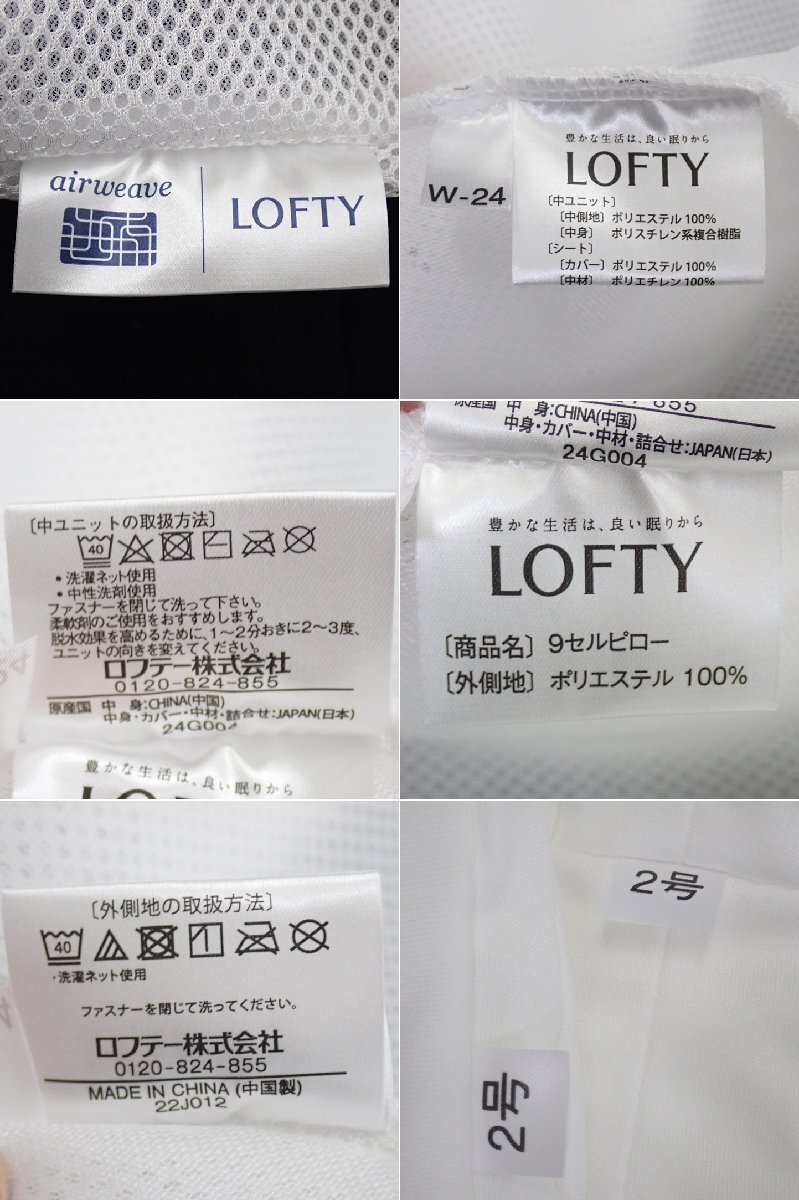 airweave
LOFTY
W-24
豊かな生活は、良い眠りから
LOFTY
〔中ユニット〕
〔中側地〕ポリエステル 100%
〔中身〕 ポリスチレン系複合樹脂
〔シート〕
〔カバー〕ポリエステル 100%
〔中材〕 ポリエチレン 100%
〔中ユニットの取扱方法〕
40
・洗濯ネット使用
・中性洗剤使用
ファスナーを閉じて洗って下さい。
柔軟剤のご使用をおすすめします。
脱水効果を高めるために、1〜2分おきに2〜3度、
ユニットの向きを変えてください。
ロフテー株式会社
0120-824-855
原産国 中 身:CHINA(中国)
中身・カバー・中材・詰合せ:JAPAN(日本)
24G004
豊かな生活は、良い眠りから
原産国 中 身:CHINA(中国)
中身・カバー・中材・詰合せ:JAPAN(日本)
24G004
豊かな生活は、良い眠りから
LOFTY
〔商品名〕9セルピロー
〔外側地〕ポリエステル 100%
〔外側地の取扱方法〕
40
・洗濯ネット使用
ファスナーを閉じて洗ってください。
ロフテー株式会社
0120-824-855
MADE IN CHINA (中国製)
22J012
2号
2号